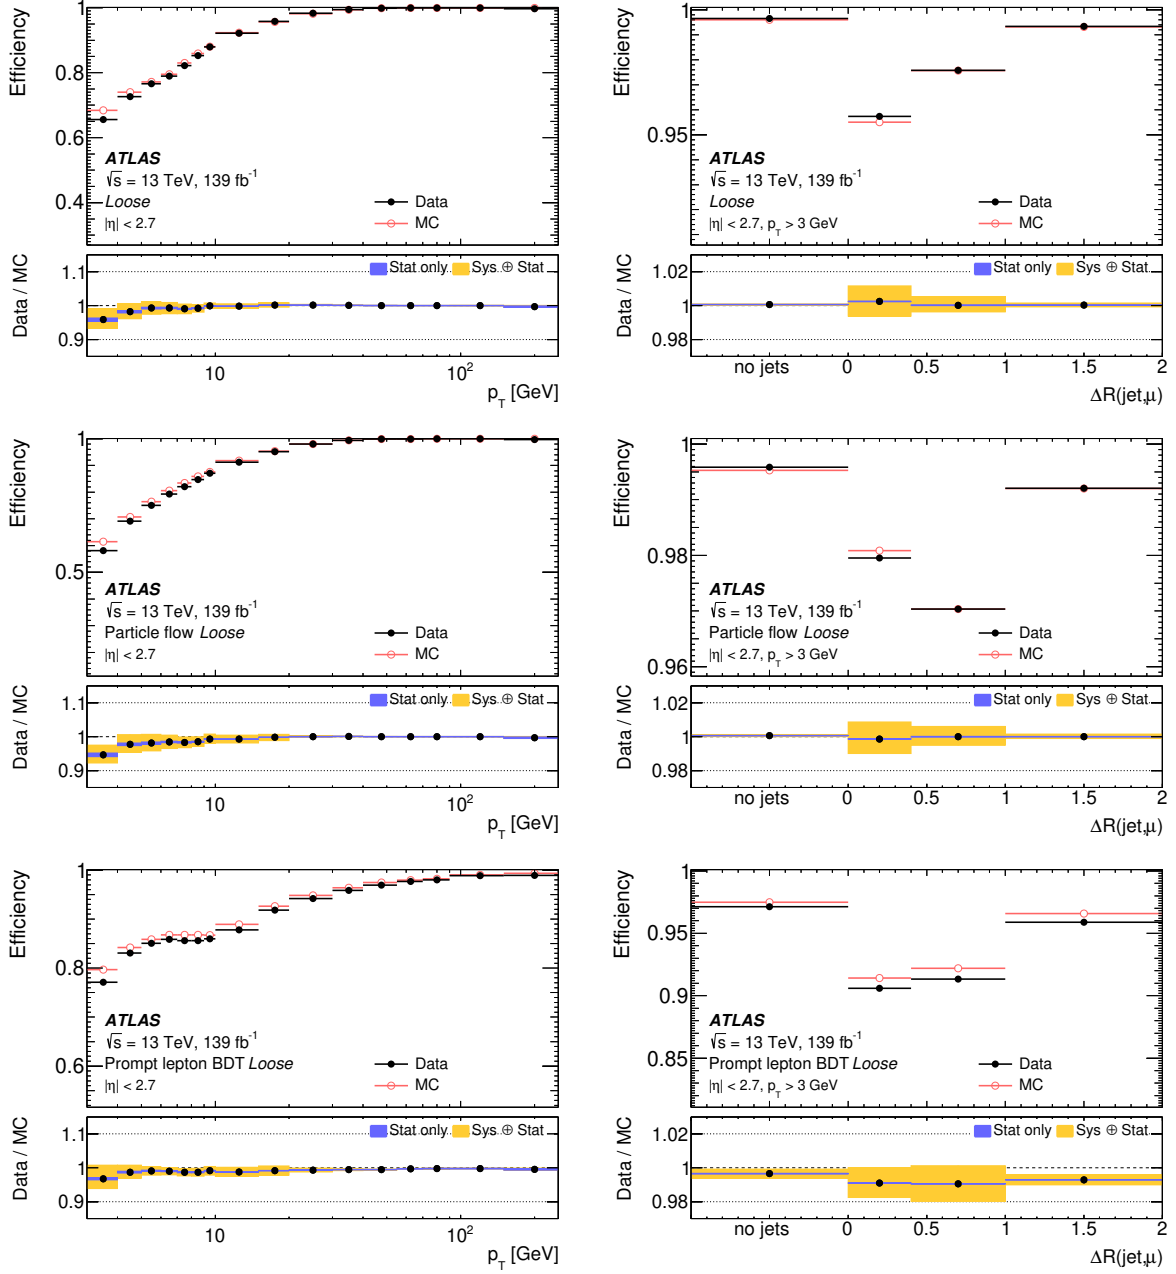 Efficiency
1
0.8
0.6
0.4
ATLAS
√s = 13 TeV, 139 fb⁻¹
Loose
|η| < 2.7
Data
MC
Data / MC
1.1
1
0.9
Stat only
Sys ⊕ Stat
10
10²
p_T [GeV]
Efficiency
1
0.95
ATLAS
√s = 13 TeV, 139 fb⁻¹
Loose
|η| < 2.7, p_T > 3 GeV
Data
MC
Data / MC
1.02
1
0.98
Stat only
Sys ⊕ Stat
no jets
0
0.5
1
1.5
2
ΔR(jet,μ)
Efficiency
1
0.5
ATLAS
√s = 13 TeV, 139 fb⁻¹
Particle flow Loose
|η| < 2.7
Data
MC
Data / MC
1.1
1
0.9
Stat only
Sys ⊕ Stat
10
10²
p_T [GeV]
Efficiency
1
0.98
0.96
ATLAS
√s = 13 TeV, 139 fb⁻¹
Particle flow Loose
|η| < 2.7, p_T > 3 GeV
Data
MC
Data / MC
1.02
1
0.98
Stat only
Sys ⊕ Stat
no jets
0
0.5
1
1.5
2
ΔR(jet,μ)
Efficiency
1
0.8
0.6
ATLAS
√s = 13 TeV, 139 fb⁻¹
Prompt lepton BDT Loose
|η| < 2.7
Data
MC
Data / MC
1.1
1
0.9
Stat only
Sys ⊕ Stat
10
10²
p_T [GeV]
Efficiency
1
0.95
0.9
0.85
ATLAS
√s = 13 TeV, 139 fb⁻¹
Prompt lepton BDT Loose
|η| < 2.7, p_T > 3 GeV
Data
MC
Data / MC
1.02
1
0.98
Stat only
Sys ⊕ Stat
no jets
0
0.5
1
1.5
2
ΔR(jet,μ)